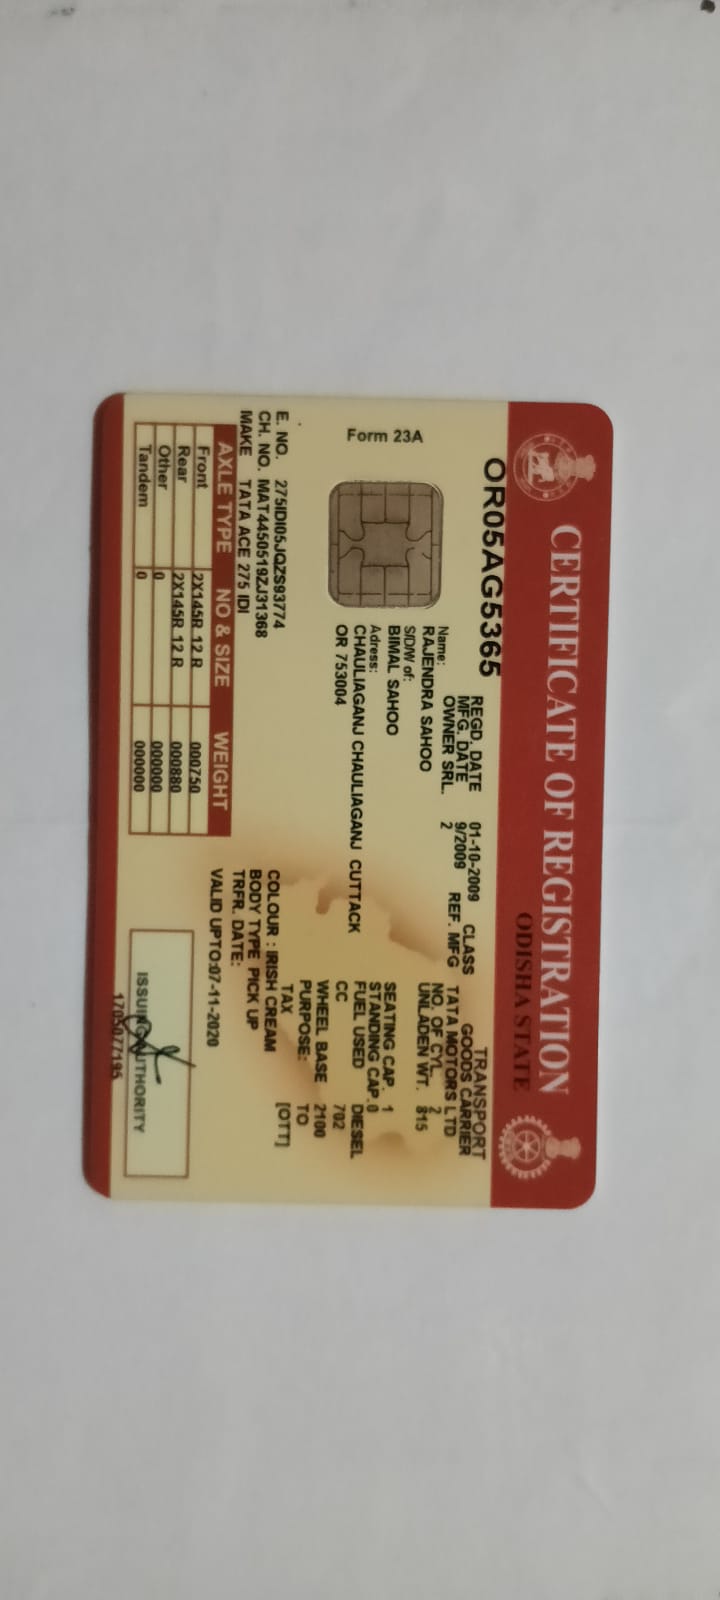 CERTIFICATE OF REGISTRATION
ODISHA STATE
OR05AG5365
REGD. DATE 01-10-2009 CLASS TRANSPORT
GOODS CARRIER
MFG. DATE 9/2009 REF. MFG TATA MOTORS LTD
OWNER SRL. 2 NO. OF CYL. 2
UNLADEN WT. 815
Form 23A
Name:
RAJENDRA SAHOO
S/D/W of:
BIMAL SAHOO
Adress:
CHAULIAGANJ CHAULIAGANJ CUTTACK
OR 753004
SEATING CAP. 1
STANDING CAP.0
FUEL USED DIESEL
CC 702
WHEEL BASE 2100
PURPOSE: TO
TAX [OTT]
E. NO. 275IDI05JQZS93774
CH. NO. MAT4450519ZJ31368
MAKE TATA ACE 275 IDI
COLOUR : IRISH CREAM
BODY TYPE PICK UP
TRFR. DATE:
VALID UPTO:07-11-2020
AXLE TYPE NO & SIZE WEIGHT
Front 2X145R 12 R 000750
Rear 2X145R 12 R 000880
Other 0 000000
Tandem 0 000000
ISSUING AUTHORITY
1705077195